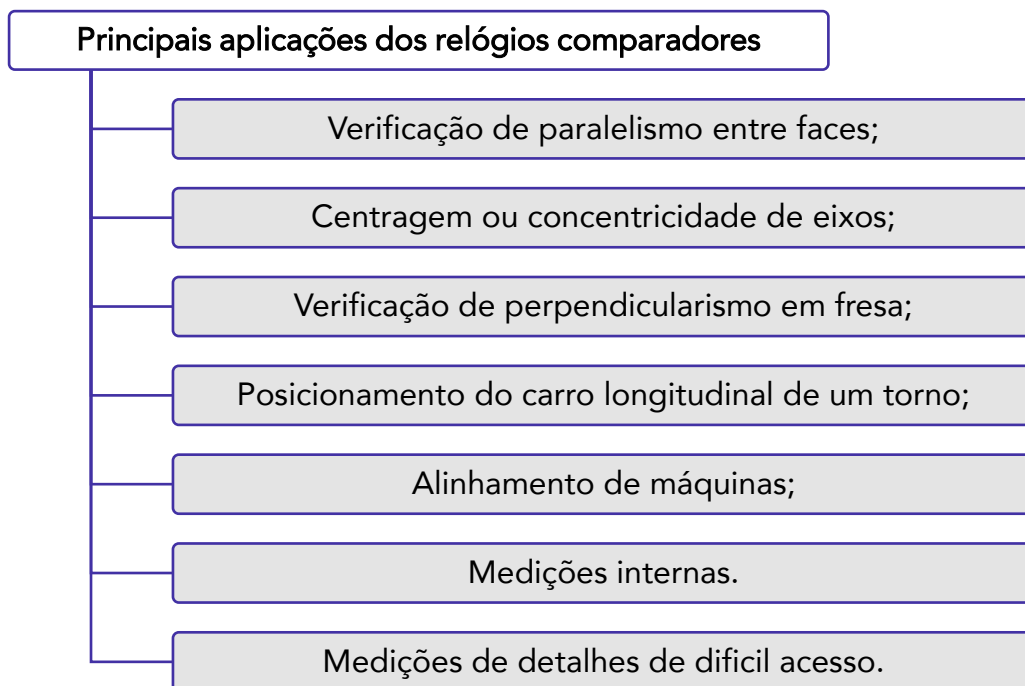 Principais aplicações dos relógios comparadores
Verificação de paralelismo entre faces;
Centragem ou concentricidade de eixos;
Verificação de perpendicularismo em fresa;
Posicionamento do carro longitudinal de um torno;
Alinhamento de máquinas;
Medições internas.
Medições de detalhes de dificil acesso.